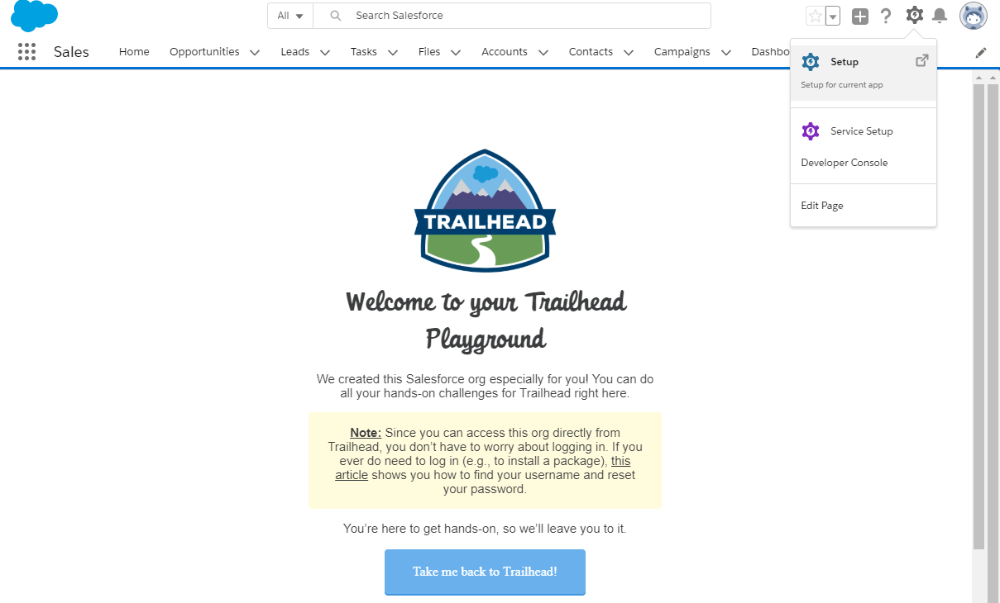 All
Search Salesforce
Sales
Home
Opportunities
Leads
Tasks
Files
Accounts
Contacts
Campaigns
Dashbo
Setup
Setup for current app
Service Setup
Developer Console
Edit Page
TRAILHEAD
Welcome to your Trailhead
Playground
We created this Salesforce org especially for you! You can do
all your hands-on challenges for Trailhead right here.
Note: Since you can access this org directly from
Trailhead, you don’t have to worry about logging in. If you
ever do need to log in (e.g., to install a package), this
article shows you how to find your username and reset
your password.
You’re here to get hands-on, so we’ll leave you to it.
Take me back to Trailhead!